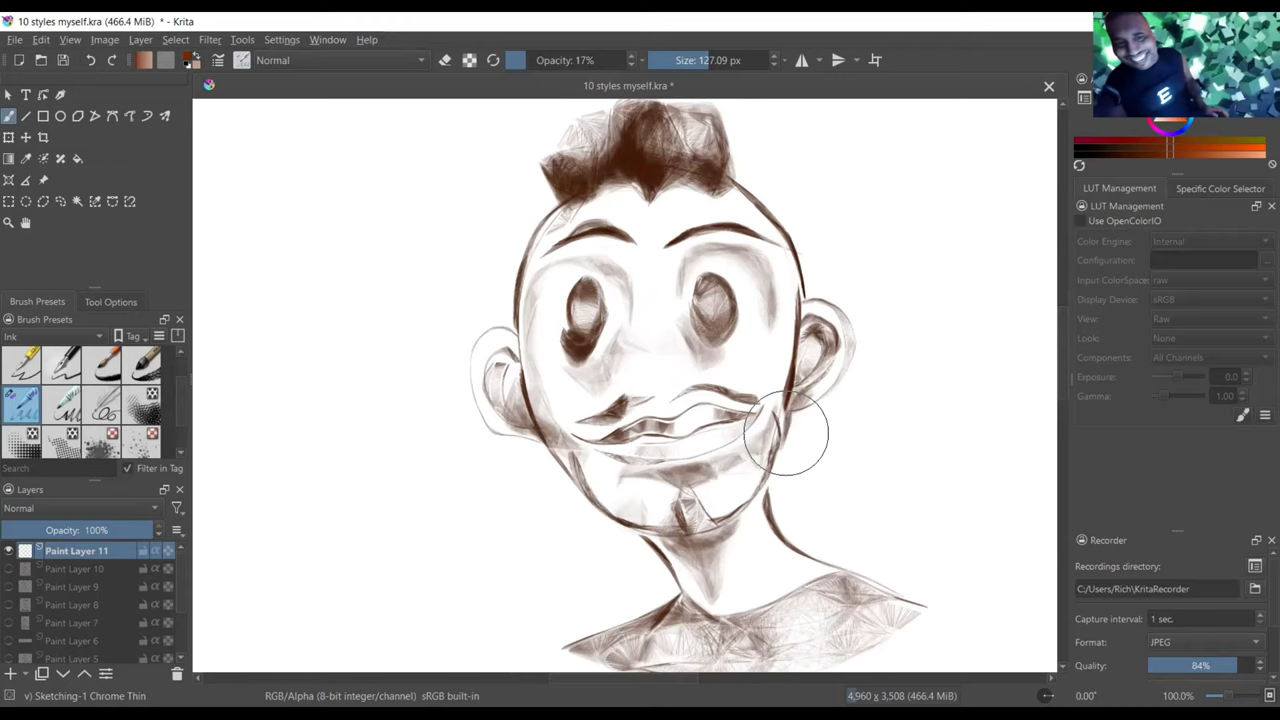 10 styles myself.kra (466.4 MiB) * - Krita
File Edit View Image Layer Select Filter Tools Settings Window Help
Normal Opacity: 17% Size: 127.09 px
10 styles myself.kra *
E
LUT Management Specific Color Selector
LUT Management
Use OpenColorIO
Color Engine: Internal
Configuration: ...
Input ColorSpace: raw
Display Device: sRGB
View: Raw
Look: None
Components: All Channels
Exposure: 0.0
Gamma: 1.00
Brush Presets Tool Options
Brush Presets
Ink Tag
Search Filter in Tag
Layers
Normal
Opacity: 100%
Paint Layer 11
Paint Layer 10
Paint Layer 9
Paint Layer 8
Paint Layer 7
Paint Layer 6
Paint Layer 5
Recorder
Recordings directory:
C:/Users/Rich\KritaRecorder
Capture interval: 1 sec.
Format: JPEG
Quality: 84%
v) Sketching-1 Chrome Thin RGB/Alpha (8-bit integer/channel) sRGB built-in 4,960 x 3,508 (466.4 MiB) 0.00° 100.0%